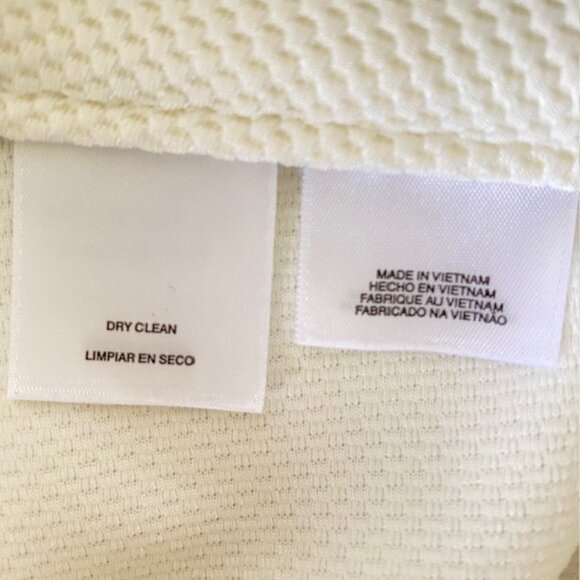 DRY CLEAN
LIMPIAR EN SECO
MADE IN VIETNAM
HECHO EN VIETNAM
FABRIQUE AU VIETNAM
FABRICADO NA VIETNÃO